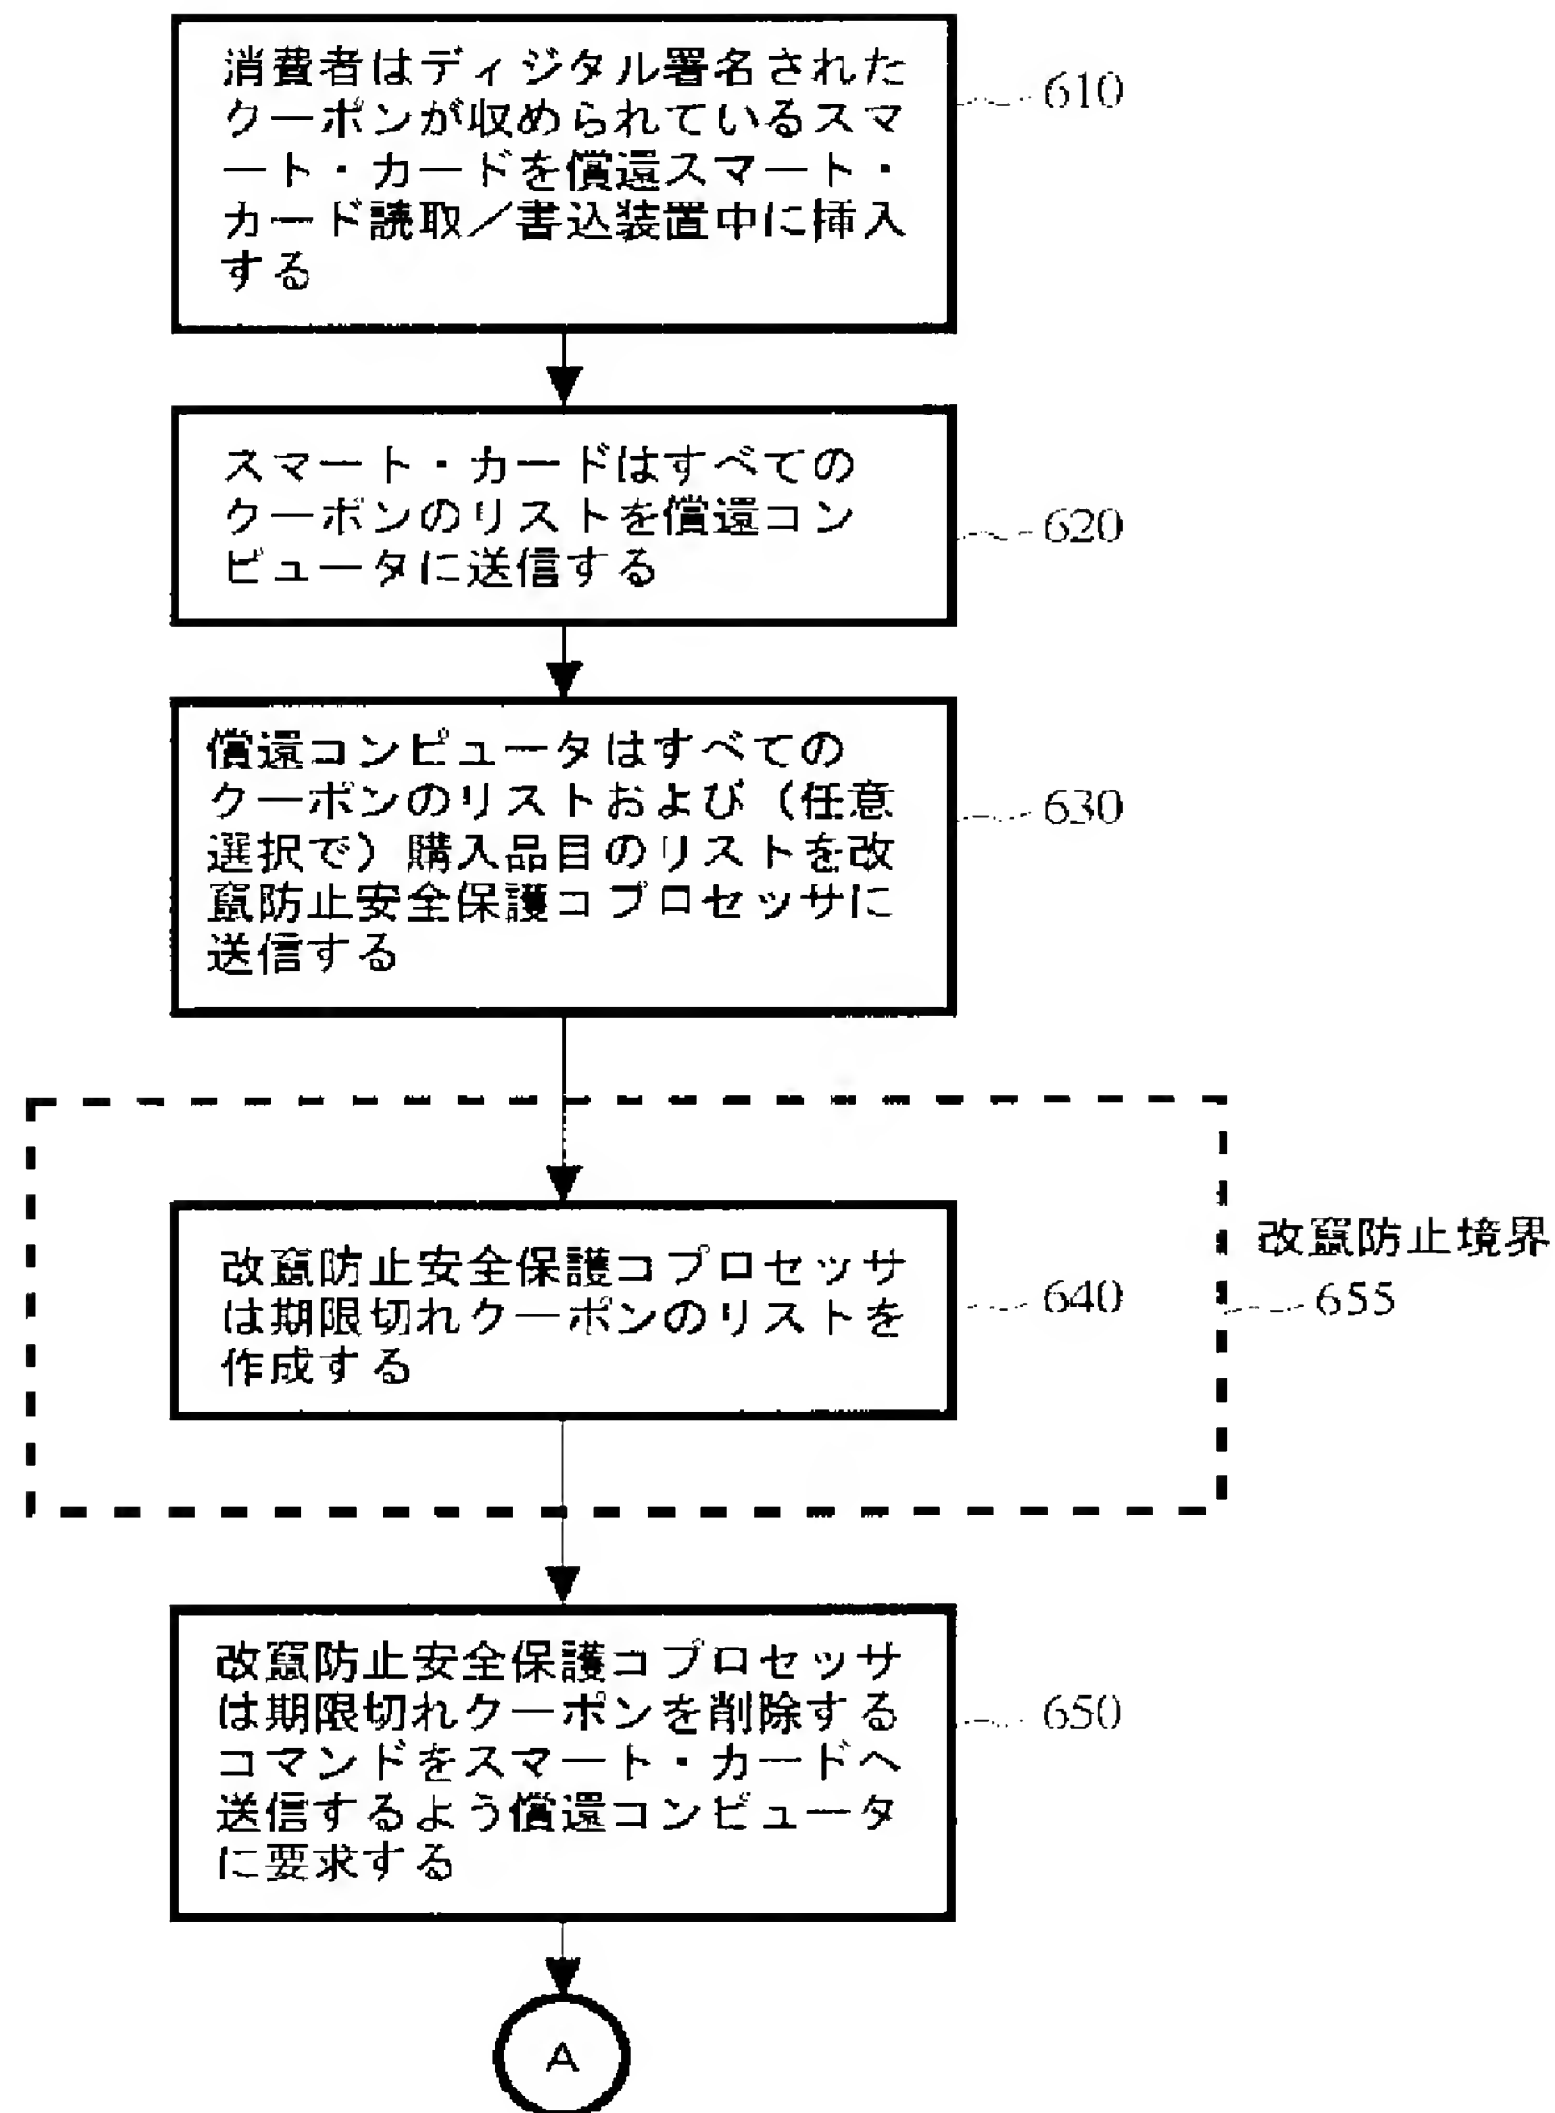 消費者はディジタル署名された
クーポンが収められているスマ
ート・カードを償還スマート・
カード読取／書込装置中に挿入
する
610
スマート・カードはすべての
クーポンのリストを償還コン
ピュータに送信する
620
償還コンピュータはすべての
クーポンのリストおよび（任意
選択で）購入品目のリストを改
竄防止安全保護コプロセッサに
送信する
630
改竄防止安全保護コプロセッサ
は期限切れクーポンのリストを
作成する
640
改竄防止境界
655
改竄防止安全保護コプロセッサ
は期限切れクーポンを削除する
コマンドをスマート・カードへ
送信するよう償還コンピュータ
に要求する
650
A